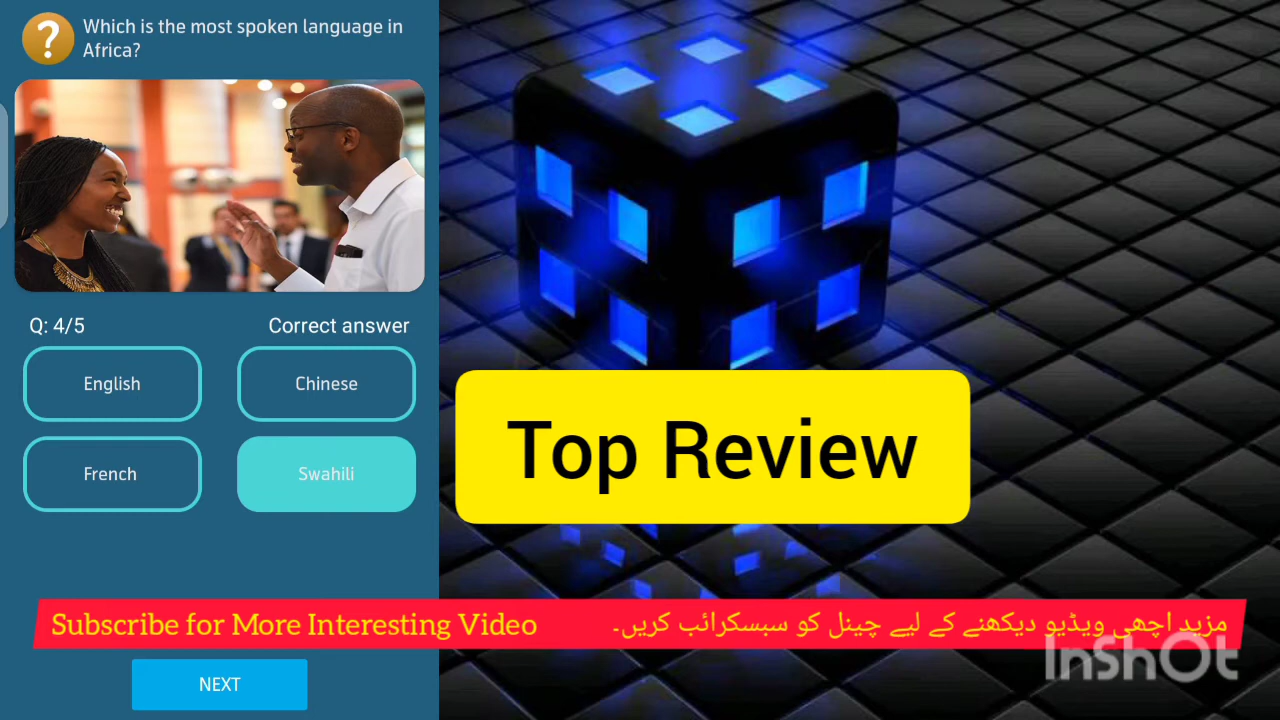 ?
Which is the most spoken language in
Africa?
Q: 4/5
Correct answer
English
Chinese
French
Swahili
Top Review
Subscribe for More Interesting Video
مزید اچھی ویڈیو دیکھنے کے لیے چینل کو سبسکرائب کریں۔
InShOt
NEXT